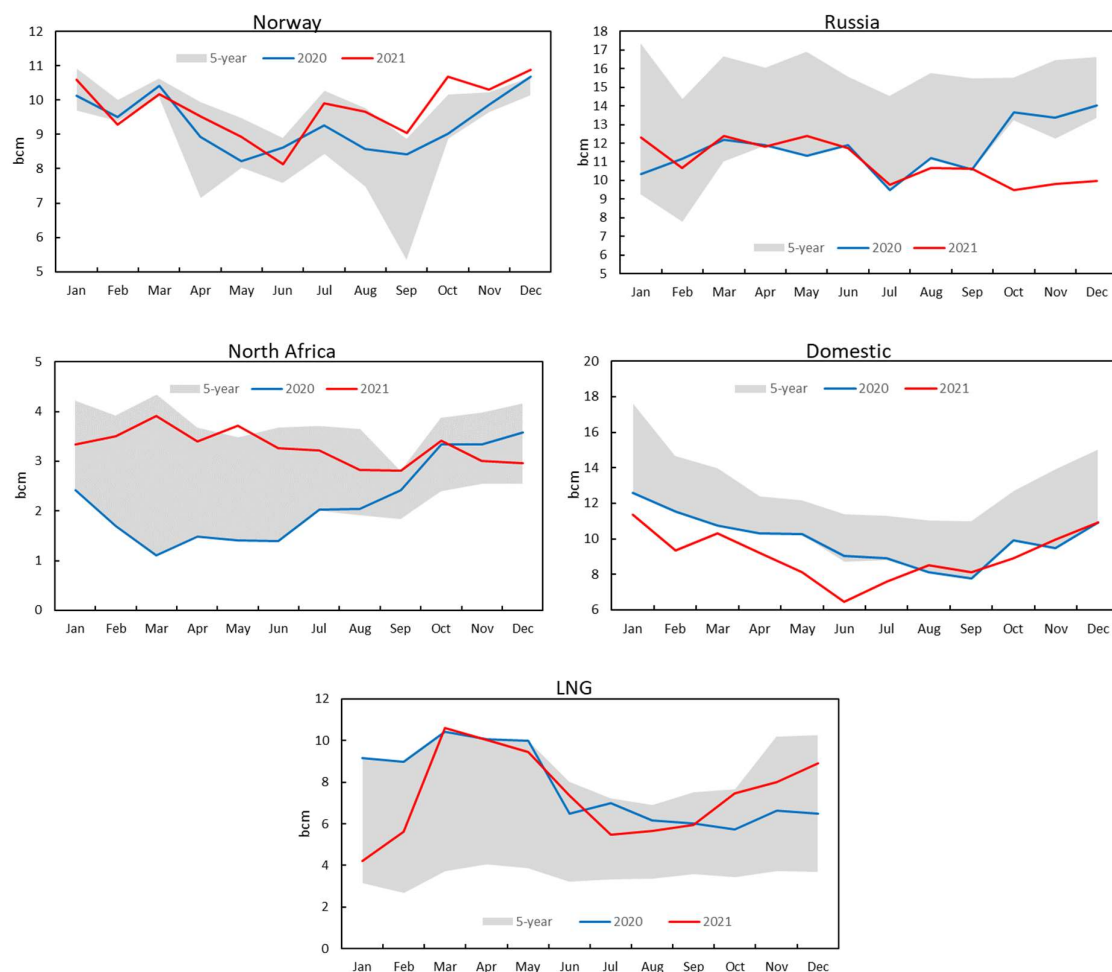 Norway
12
11
10
9
8
7
6
5
bcm
5-year 2020 2021
Jan Feb Mar Apr May Jun Jul Aug Sep Oct Nov Dec
Russia
18
17
16
15
14
13
12
11
10
9
8
7
6
5
bcm
5-year 2020 2021
Jan Feb Mar Apr May Jun Jul Aug Sep Oct Nov Dec
North Africa
5
4
3
2
1
0
bcm
5-year 2020 2021
Jan Feb Mar Apr May Jun Jul Aug Sep Oct Nov Dec
Domestic
20
18
16
14
12
10
8
6
bcm
5-year 2020 2021
Jan Feb Mar Apr May Jun Jul Aug Sep Oct Nov Dec
LNG
12
10
8
6
4
2
0
bcm
5-year 2020 2021
Jan Feb Mar Apr May Jun Jul Aug Sep Oct Nov Dec